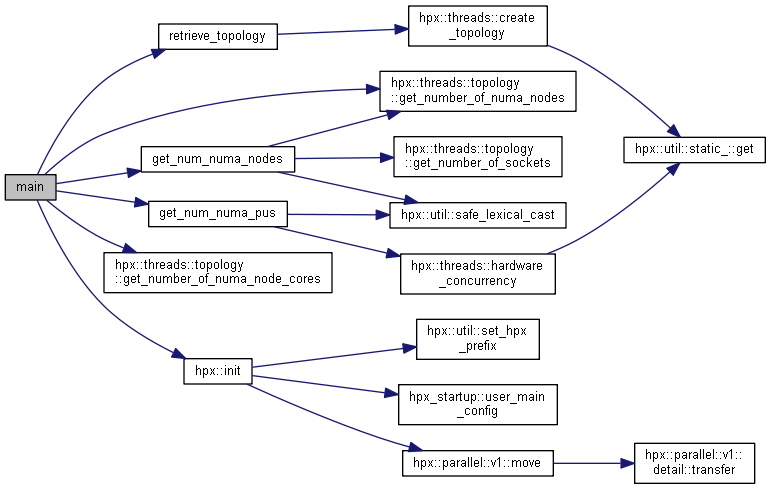 main
retrieve_topology
hpx::threads::create
_topology
hpx::threads::topology
::get_number_of_numa_nodes
get_num_numa_nodes
hpx::threads::topology
::get_number_of_sockets
hpx::util::static_::get
get_num_numa_pus
hpx::util::safe_lexical_cast
hpx::threads::topology
::get_number_of_numa_node_cores
hpx::threads::hardware
_concurrency
hpx::init
hpx::util::set_hpx
_prefix
hpx_startup::user_main
_config
hpx::parallel::v1::move
hpx::parallel::v1::
detail::transfer